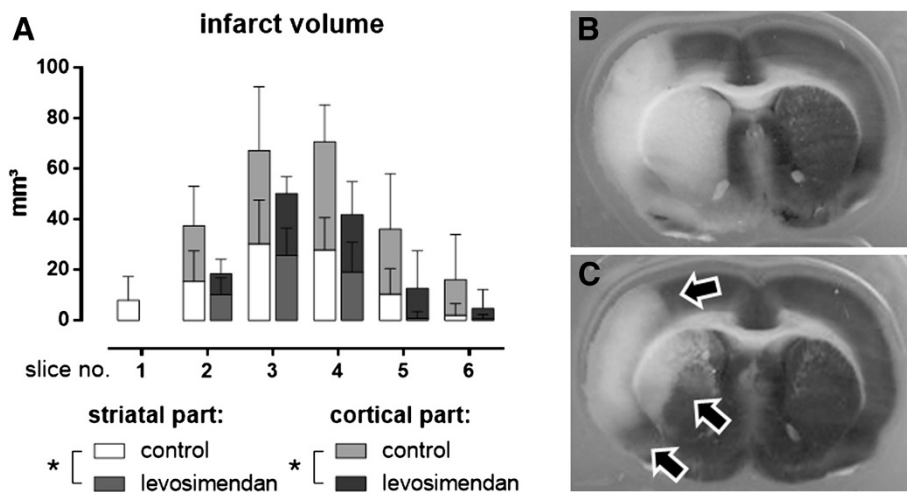 A
infarct volume
100
80
60
40
20
0
mm³
slice no. 1 2 3 4 5 6
striatal part:
control
levosimendan
*
cortical part:
control
levosimendan
*
B
C